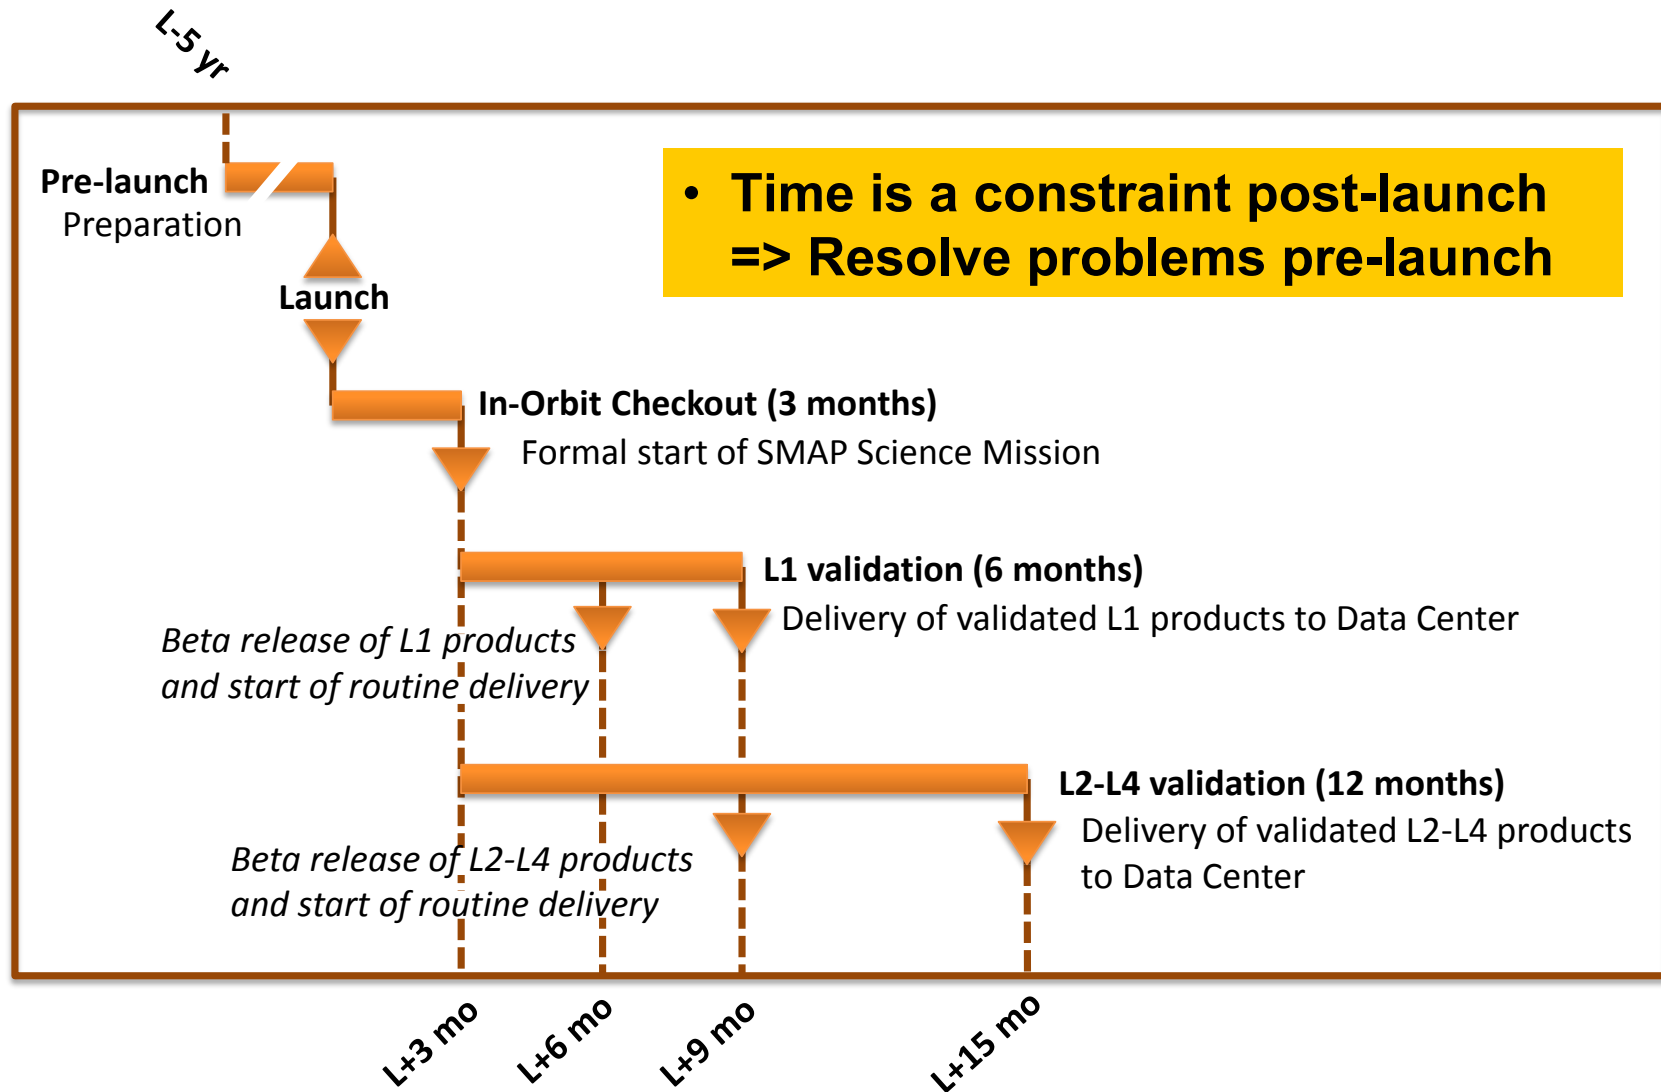 L-5 yr
Pre-launch
Preparation
• Time is a constraint post-launch
=> Resolve problems pre-launch
Launch
In-Orbit Checkout (3 months)
Formal start of SMAP Science Mission
L1 validation (6 months)
Delivery of validated L1 products to Data Center
Beta release of L1 products
and start of routine delivery
L2-L4 validation (12 months)
Delivery of validated L2-L4 products
to Data Center
Beta release of L2-L4 products
and start of routine delivery
L+3 mo
L+6 mo
L+9 mo
L+15 mo